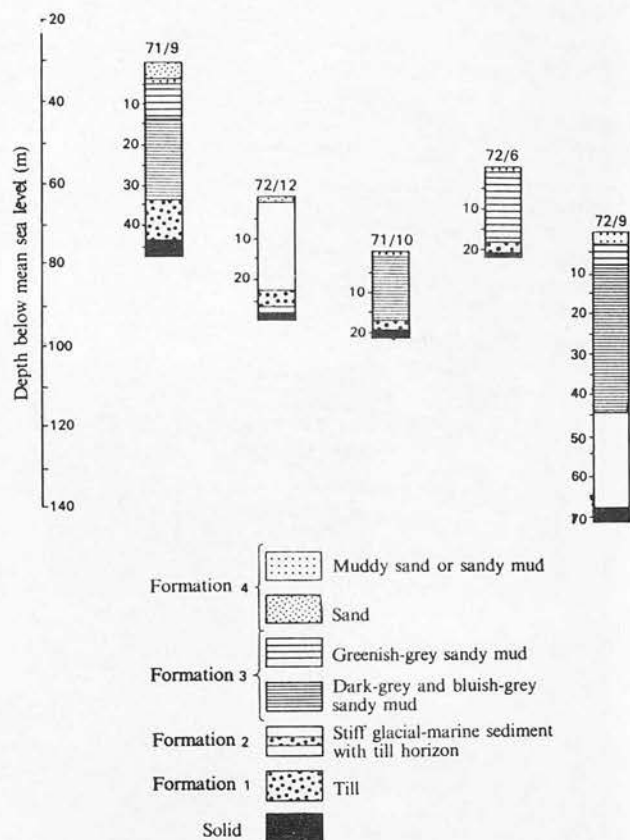 Depth below mean sea level (m)
20
40
60
80
100
120
140
71/9
10
20
30
40
72/12
10
20
71/10
10
20
72/6
10
20
72/9
10
20
30
40
50
60
70
Formation 4
Muddy sand or sandy mud
Sand
Formation 3
Greenish-grey sandy mud
Dark-grey and bluish-grey
sandy mud
Formation 2
Stiff glacial-marine sediment
with till horizon
Formation 1
Till
Solid